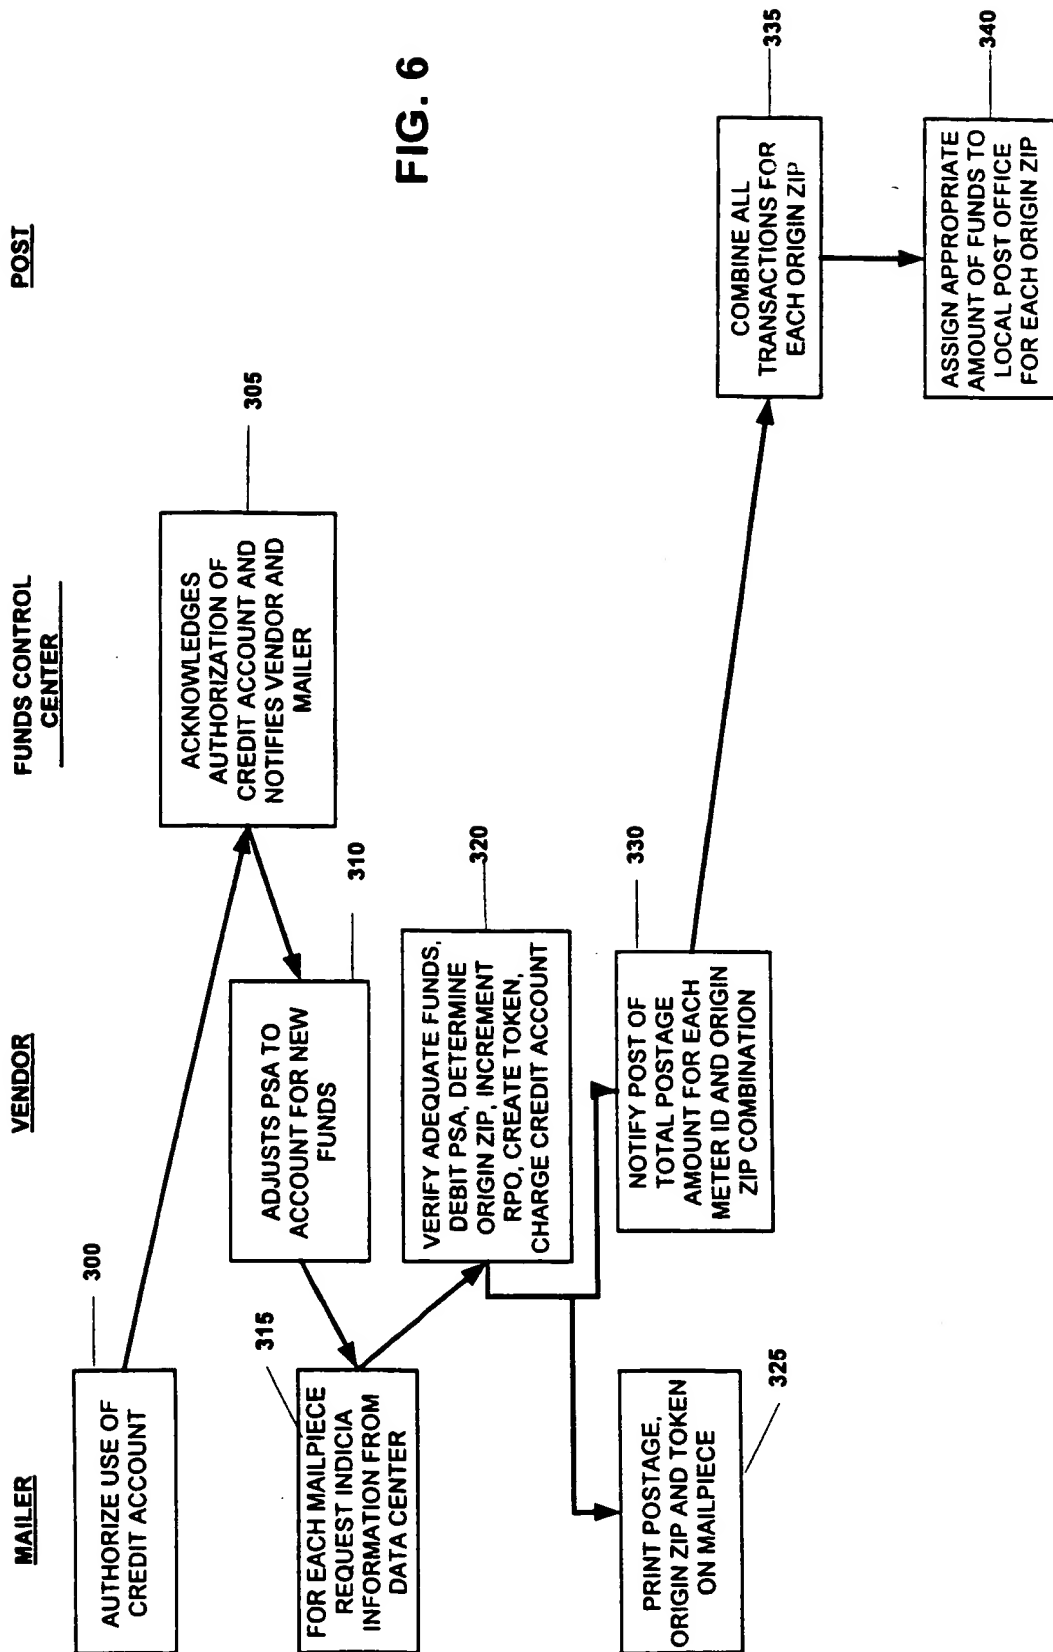 MAILER
VENDOR
FUNDS CONTROL
CENTER
POST
FIG. 6
300
AUTHORIZE USE OF
CREDIT ACCOUNT
305
ACKNOWLEDGES
AUTHORIZATION OF
CREDIT ACCOUNT AND
NOTIFIES VENDOR AND
MAILER
310
ADJUSTS PSA TO
ACCOUNT FOR NEW
FUNDS
315
FOR EACH MAILPIECE
REQUEST INDICIA
INFORMATION FROM
DATA CENTER
320
VERIFY ADEQUATE FUNDS,
DEBIT PSA, DETERMINE
ORIGIN ZIP, INCREMENT
RPO, CREATE TOKEN,
CHARGE CREDIT ACCOUNT
325
PRINT POSTAGE,
ORIGIN ZIP AND TOKEN
ON MAILPIECE
330
NOTIFY POST OF
TOTAL POSTAGE
AMOUNT FOR EACH
METER ID AND ORIGIN
ZIP COMBINATION
335
COMBINE ALL
TRANSACTIONS FOR
EACH ORIGIN ZIP
340
ASSIGN APPROPRIATE
AMOUNT OF FUNDS TO
LOCAL POST OFFICE
FOR EACH ORIGIN ZIP